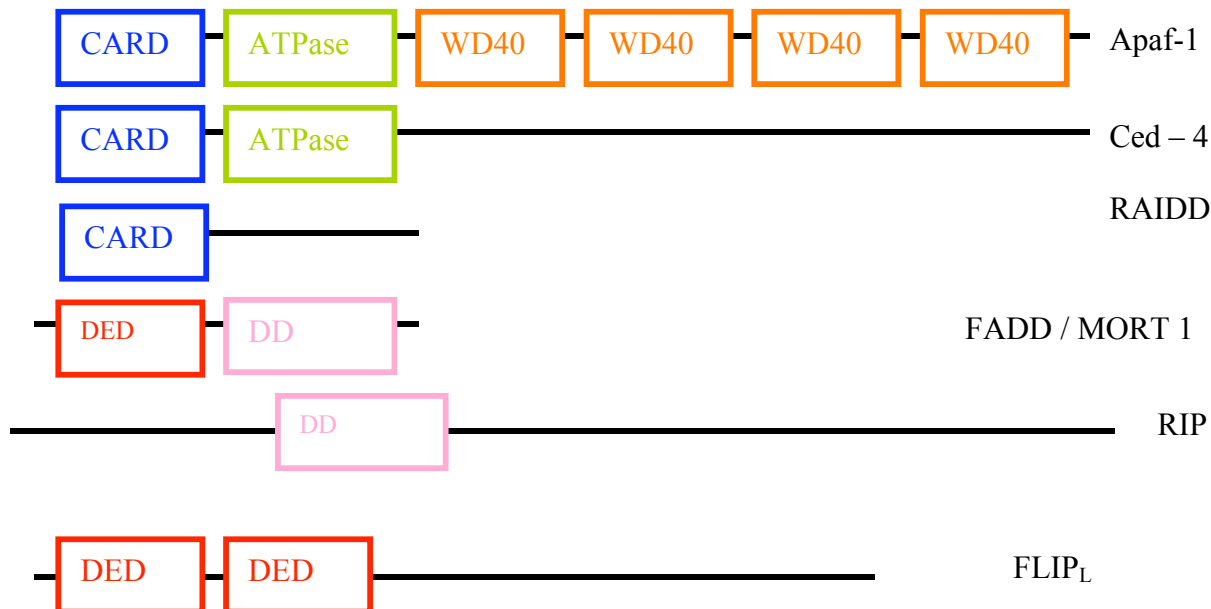 CARD ATPase WD40 WD40 WD40 WD40 Apaf-1
CARD ATPase Ced – 4
RAIDD
CARD
DED DD FADD / MORT 1
DD RIP
DED DED FLIPL